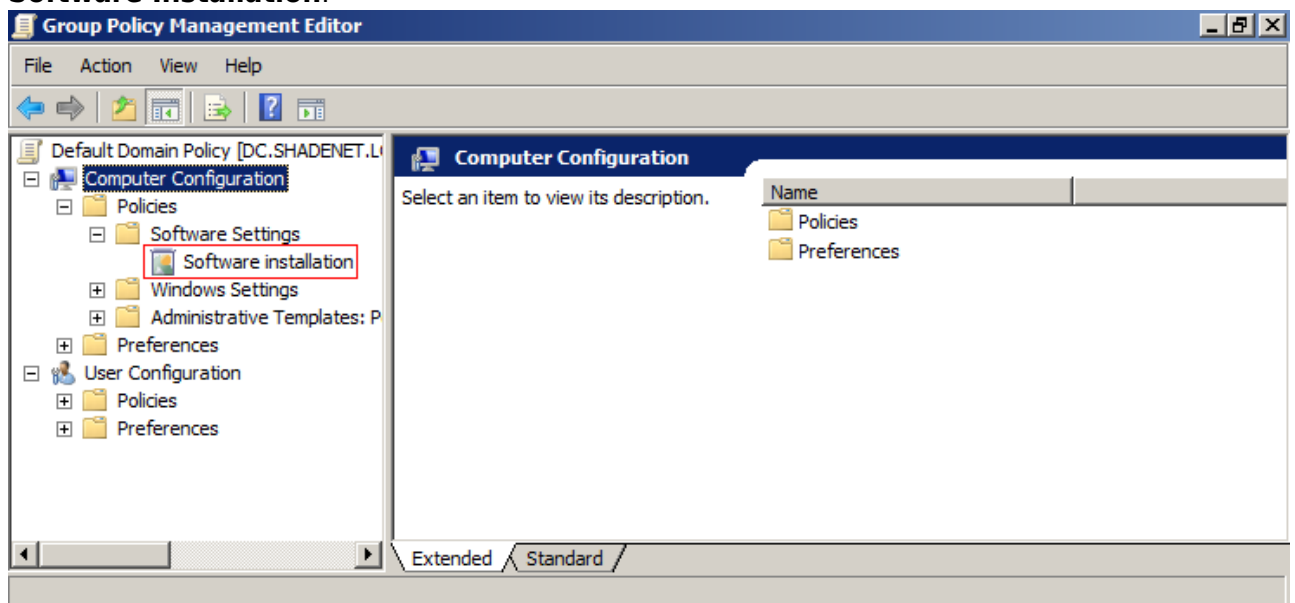 Software installation.
Group Policy Management Editor
File Action View Help
Default Domain Policy [DC.SHADENET.L
Computer Configuration
Policies
Software Settings
Software installation
Windows Settings
Administrative Templates: P
Preferences
User Configuration
Policies
Preferences
Computer Configuration
Select an item to view its description.
Name
Policies
Preferences
Extended Standard